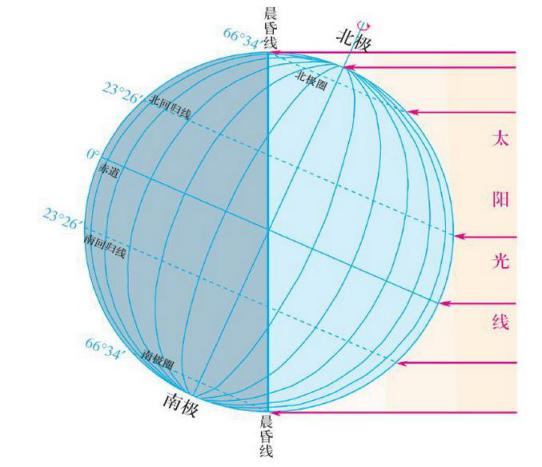 晨昏线
北极
66°34′
北极圈
23°26′
北回归线
0°
赤道
23°26′
南回归线
66°34′
南极圈
南极
晨昏线
太阳光线